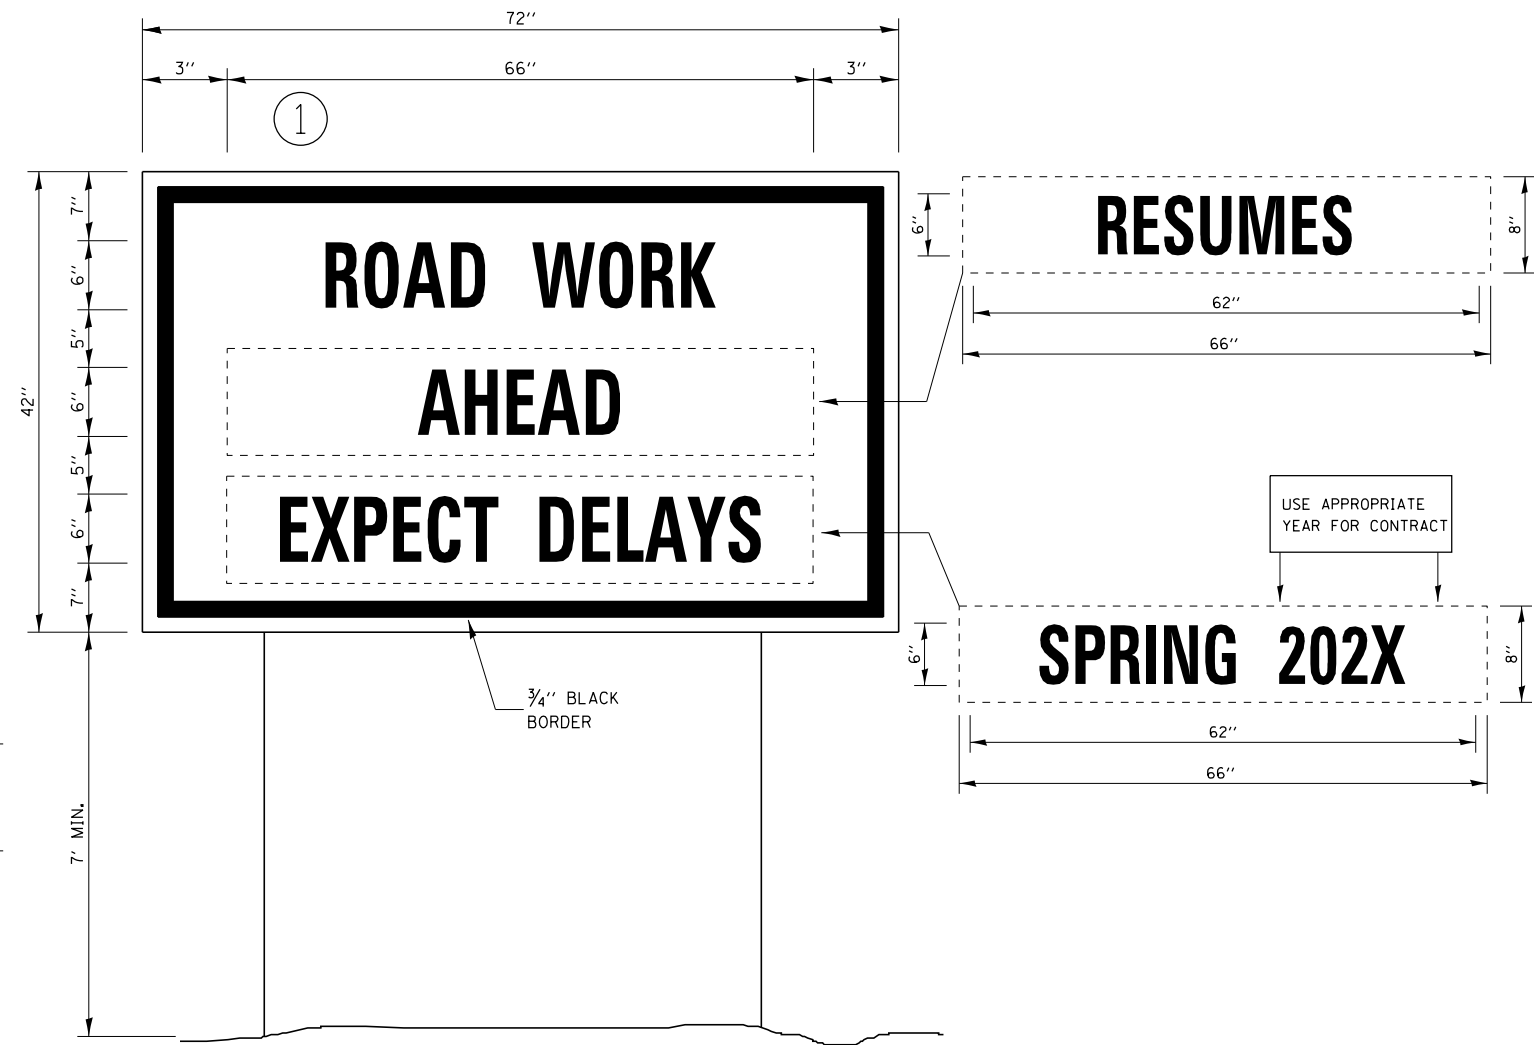 72''
3''
66''
3''
1
7''
6''
5''
6''
5''
6''
7''
42''
ROAD WORK
AHEAD
EXPECT DELAYS
3/4'' BLACK
BORDER
7' MIN.
6''
RESUMES
8''
62''
66''
USE APPROPRIATE
YEAR FOR CONTRACT
6''
SPRING 202X
8''
62''
66''